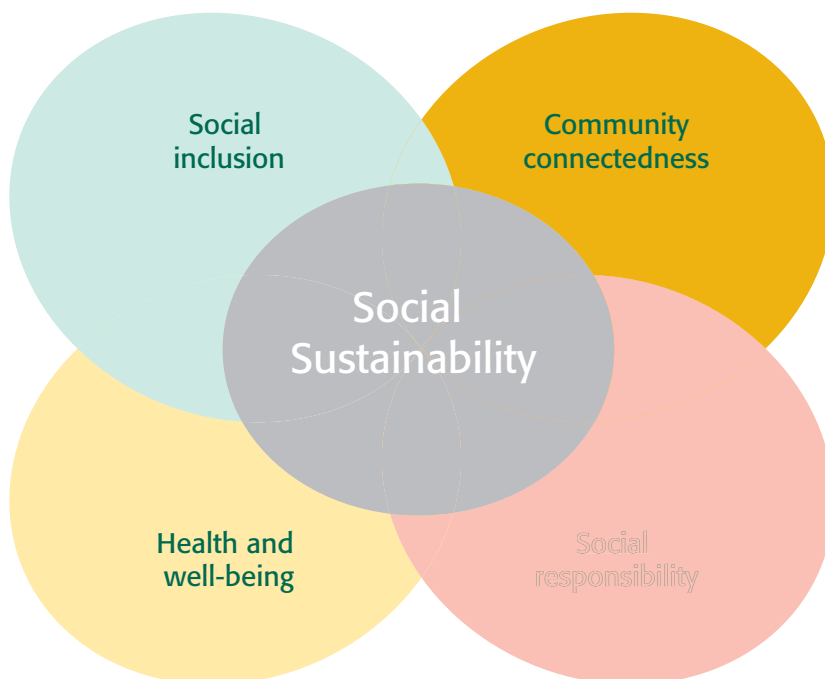 Social
inclusion
Community
connectedness
Social
Sustainability
Health and
well-being
Social
responsibility